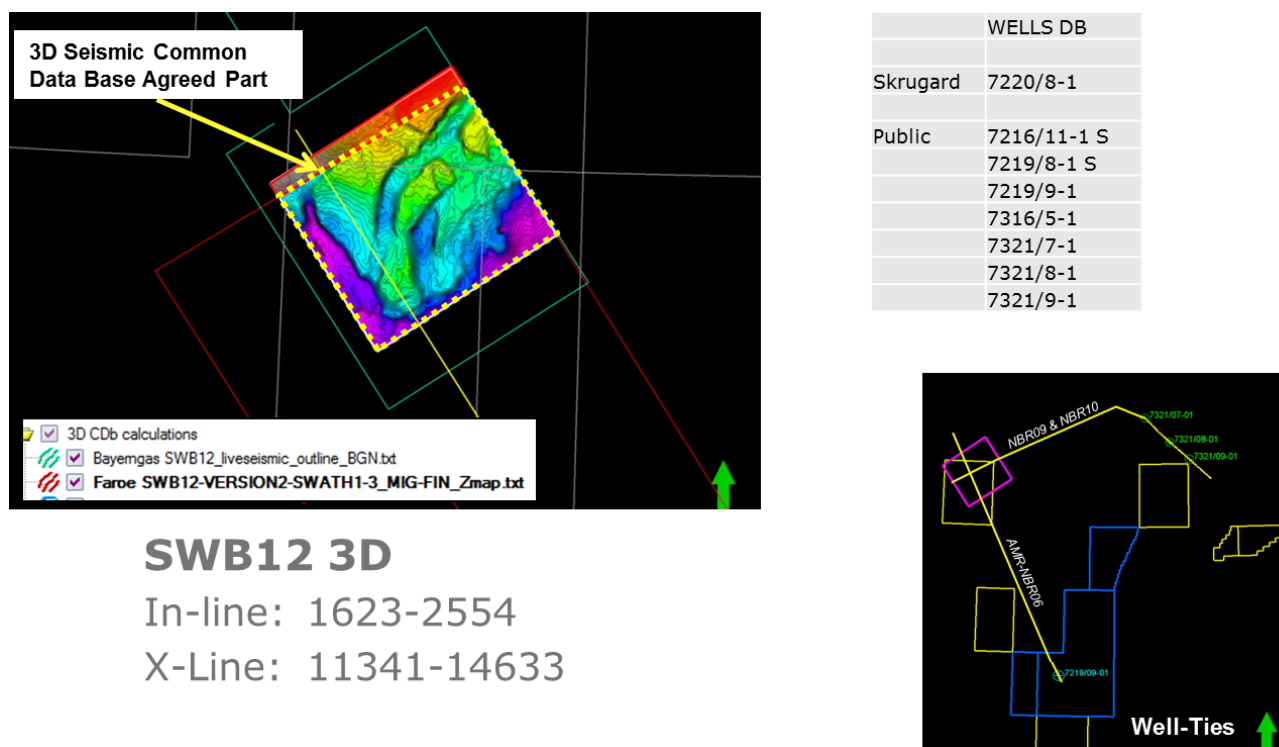 3D Seismic Common
Data Base Agreed Part
3D CDb calculations
Bayerngas SWB12_liveseismic_outline_BGN.txt
Faroe SWB12-VERSION2-SWATH1-3_MIG-FIN_Zmap.txt
SWB12 3D
In-line: 1623-2554
X-Line: 11341-14633
WELLS DB
Skrugard 7220/8-1
Public 7216/11-1 S
7219/8-1 S
7219/9-1
7316/5-1
7321/7-1
7321/8-1
7321/9-1
NBR09 & NBR10
7321/07-01
7321/08-01
7321/09-01
AMR-NBR06
7219/09-01
Well-Ties